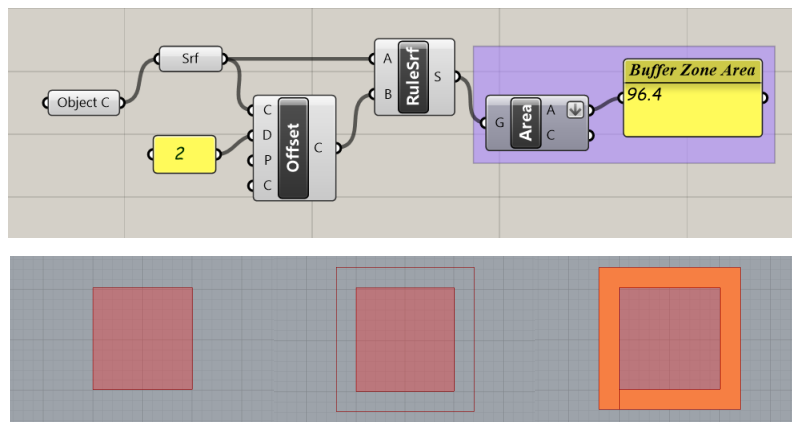 Object C
Srf
2
C
D
P
C
Offset
C
A
B
RuleSrf
S
G
Area
A
C
Buffer Zone Area
96.4